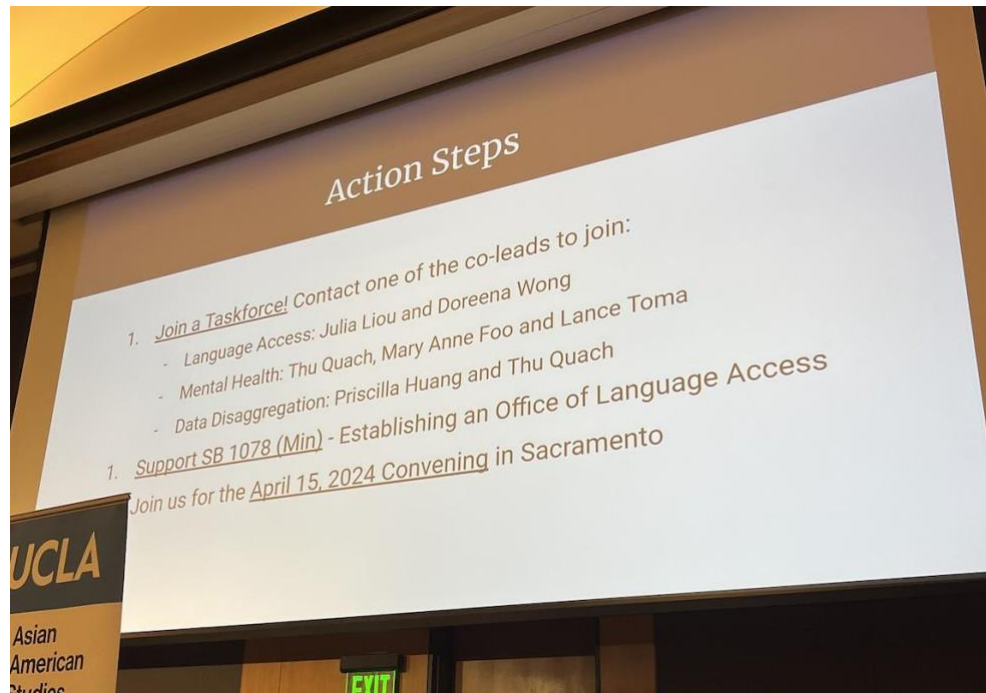 Action Steps
1. Join a Taskforce! Contact one of the co-leads to join:
- Language Access: Julia Liou and Doreena Wong
- Mental Health: Thu Quach, Mary Anne Foo and Lance Toma
- Data Disaggregation: Priscilla Huang and Thu Quach
1. Support SB 1078 (Min) - Establishing an Office of Language Access
Join us for the April 15, 2024 Convening in Sacramento
UCLA
Asian
American
Studies
EXIT